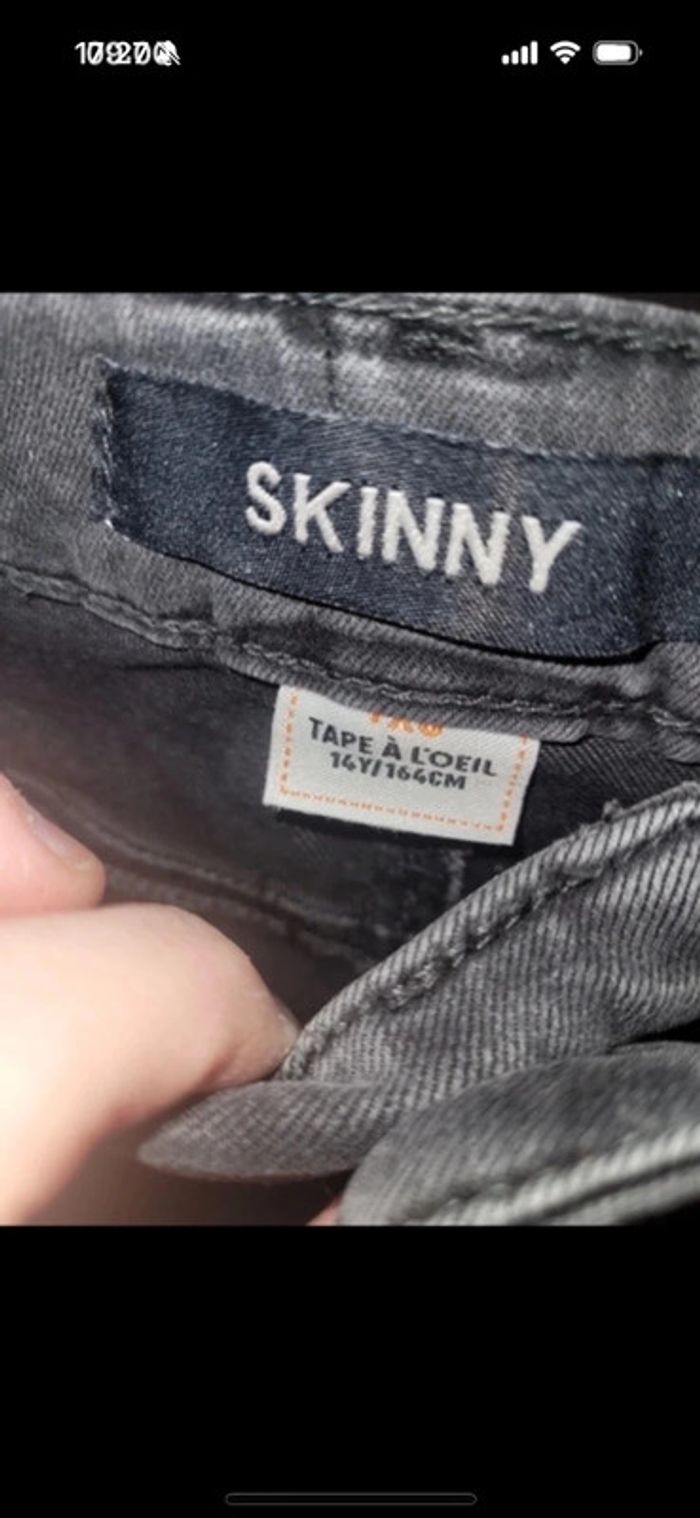 SKINNY
TAPE À L'OEIL
14Y/164CM